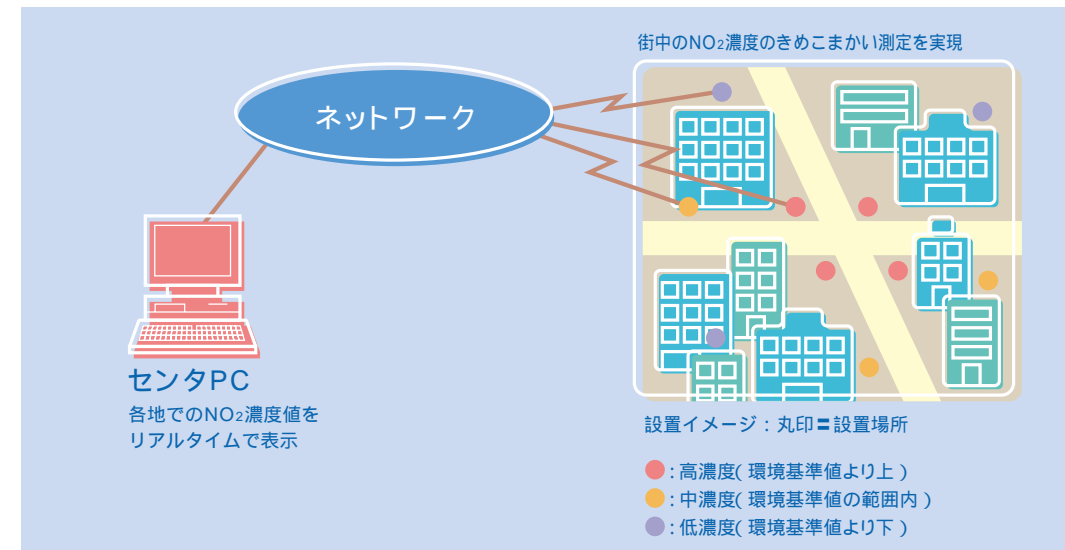 街中のNO₂濃度のきめこまかい測定を実現
ネットワーク
センタPC
各地でのNO₂濃度値を
リアルタイムで表示
設置イメージ：丸印＝設置場所
：高濃度（環境基準値より上）
：中濃度（環境基準値の範囲内）
：低濃度（環境基準値より下）